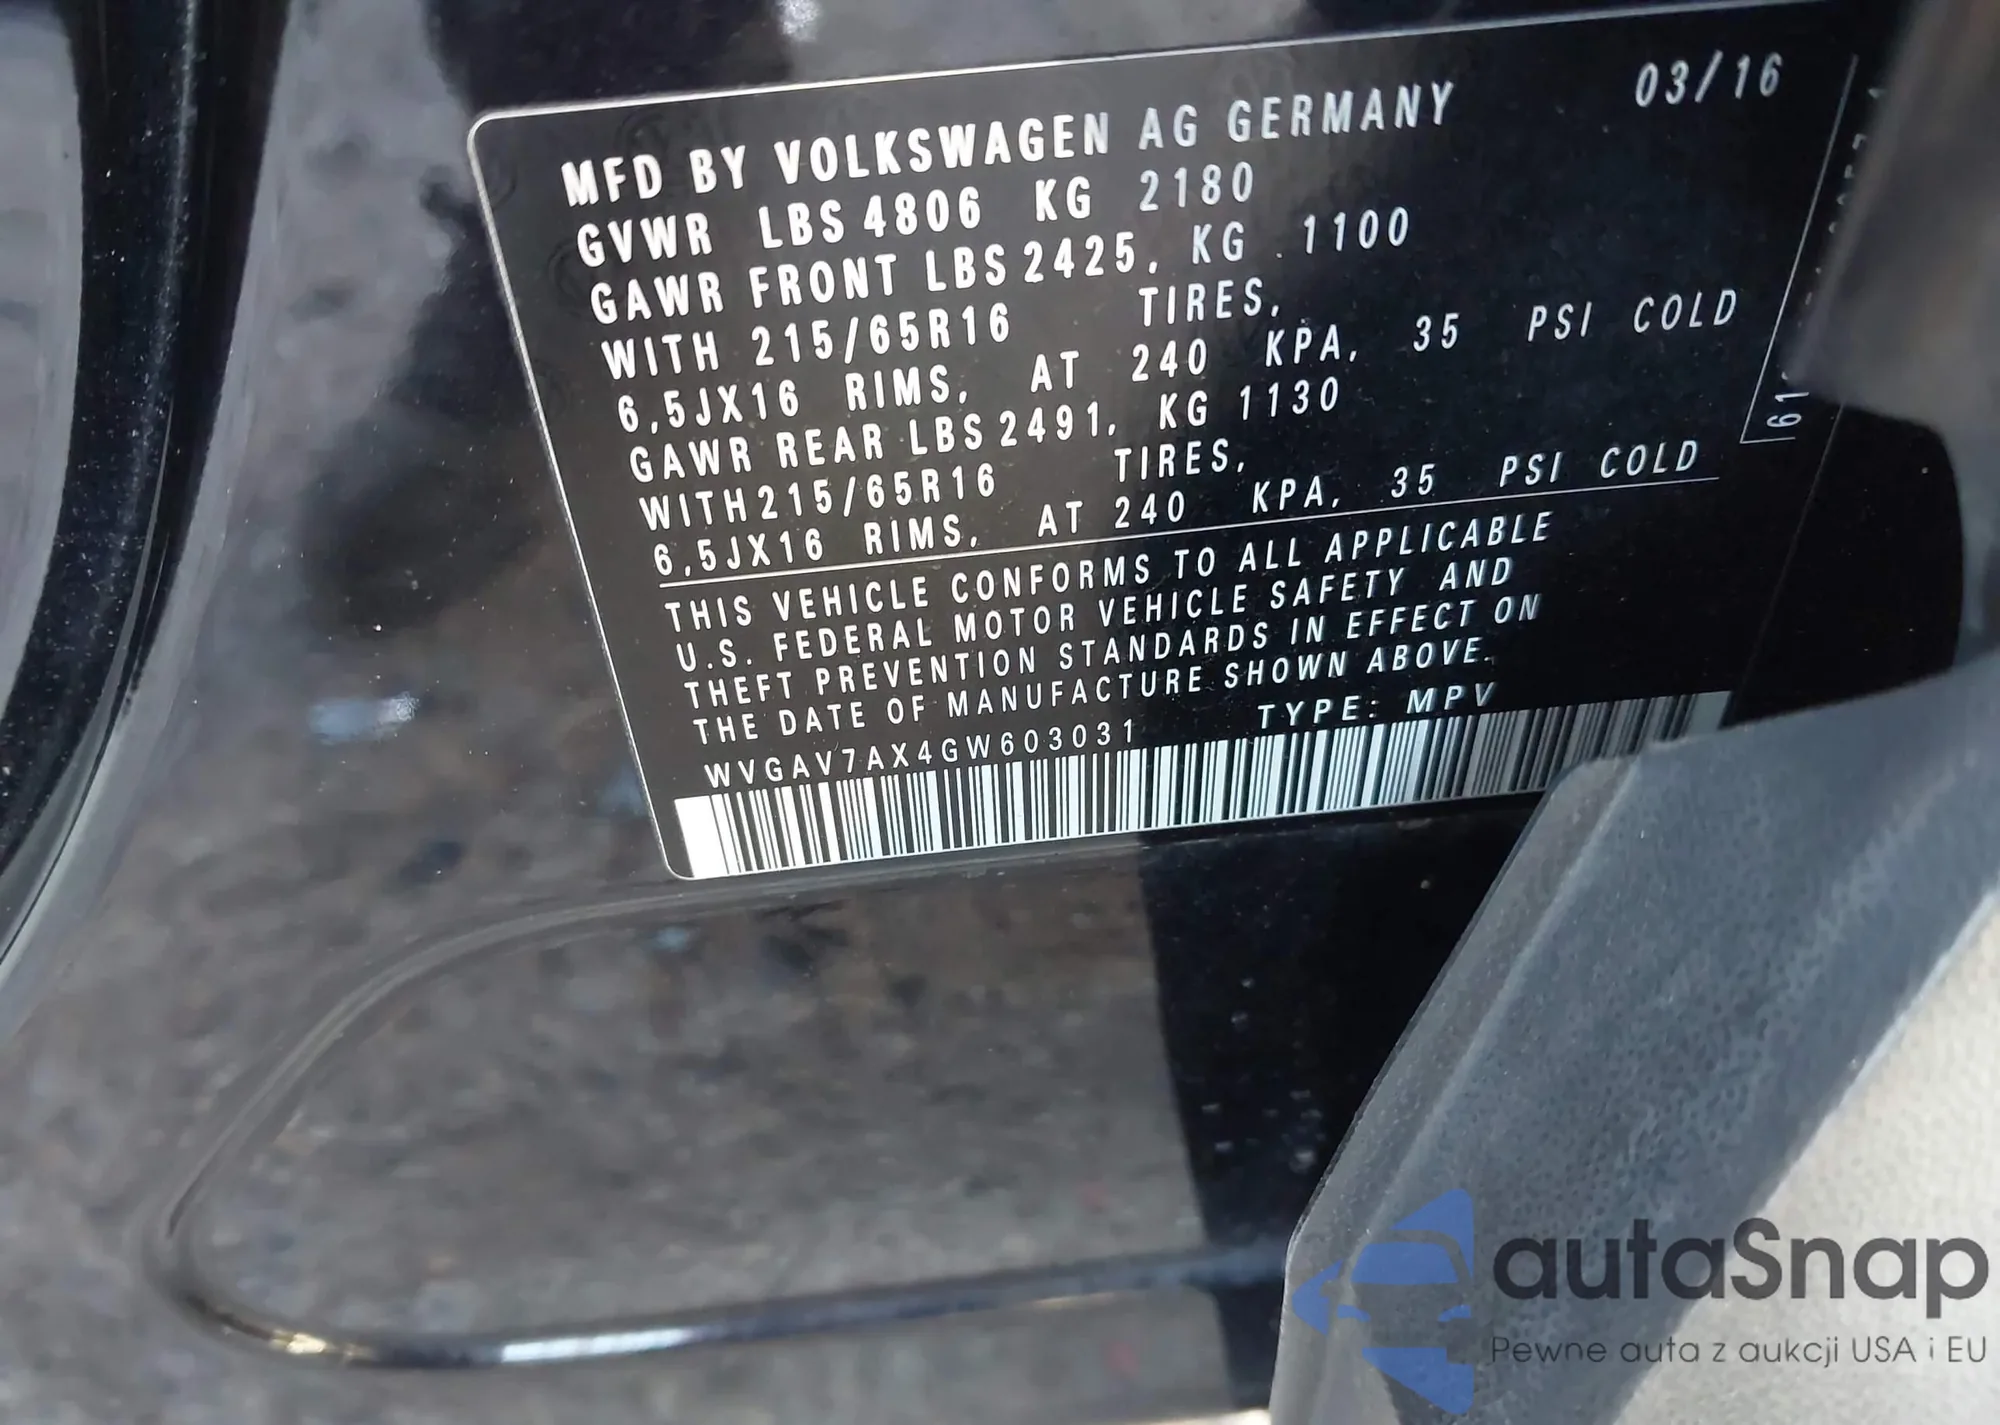 03/16
MFD BY VOLKSWAGEN AG GERMANY
GVWR LBS 4806 KG 2180
GAWR FRONT LBS 2425, KG . 1100
WITH 215/65R16 TIRES,
6,5JX16 RIMS, AT 240 KPA, 35 PSI COLD
GAWR REAR LBS 2491, KG 1130
WITH 215/65R16 TIRES,
6,5JX16 RIMS, AT 240 KPA, 35 PSI COLD
THIS VEHICLE CONFORMS TO ALL APPLICABLE
U.S. FEDERAL MOTOR VEHICLE SAFETY AND
THEFT PREVENTION STANDARDS IN EFFECT ON
THE DATE OF MANUFACTURE SHOWN ABOVE.
WVGAV7AX4GW603031 TYPE: MPV
autaSnap
Pewne auta z aukcji USA i EU